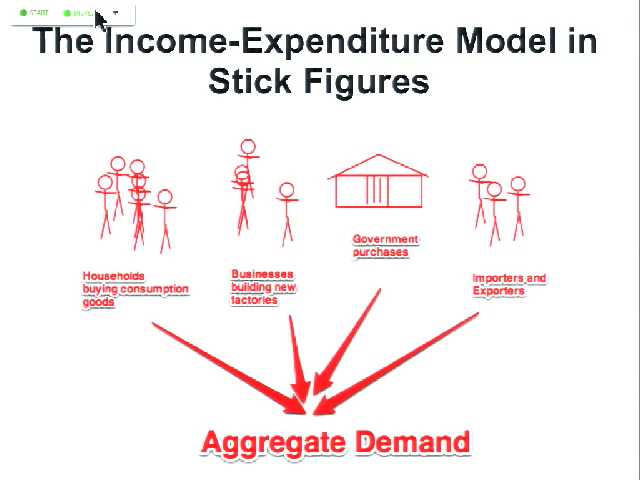 START
The Income-Expenditure Model in
Stick Figures
Households
buying consumption
goods
Businesses
building new
factories
Government
purchases
Importers and
Exporters
Aggregate Demand